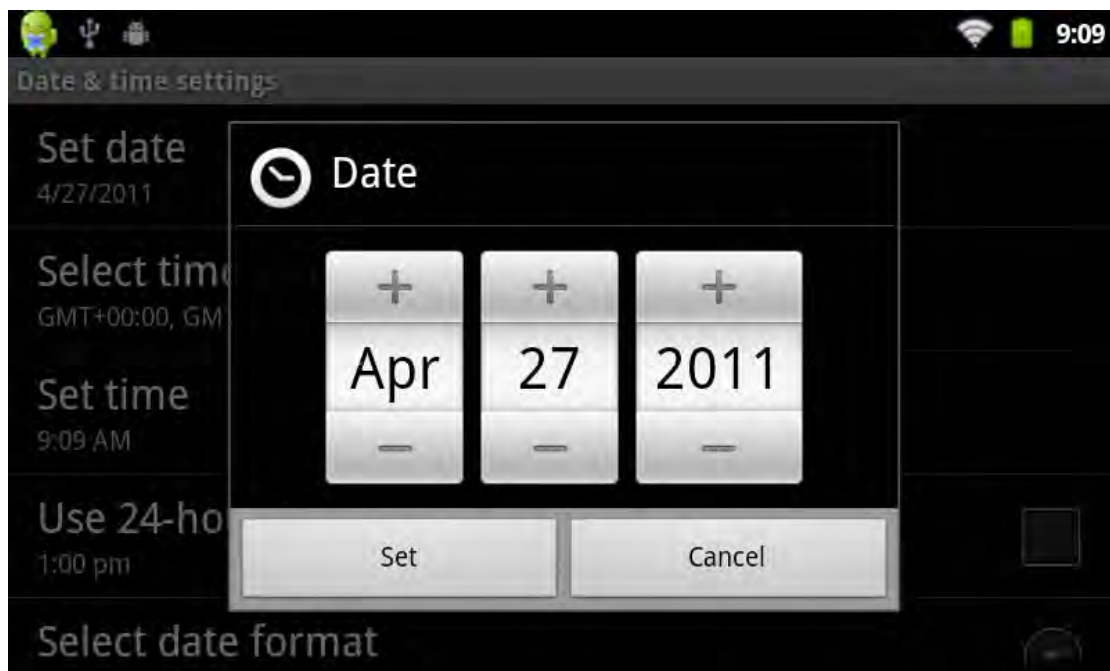 9:09
Date & time settings
Set date
4/27/2011
Date
Select time
GMT+00:00, GM
Apr 27 2011
Set time
9:09 AM
Use 24-ho
1:00 pm
Set Cancel
Select date format